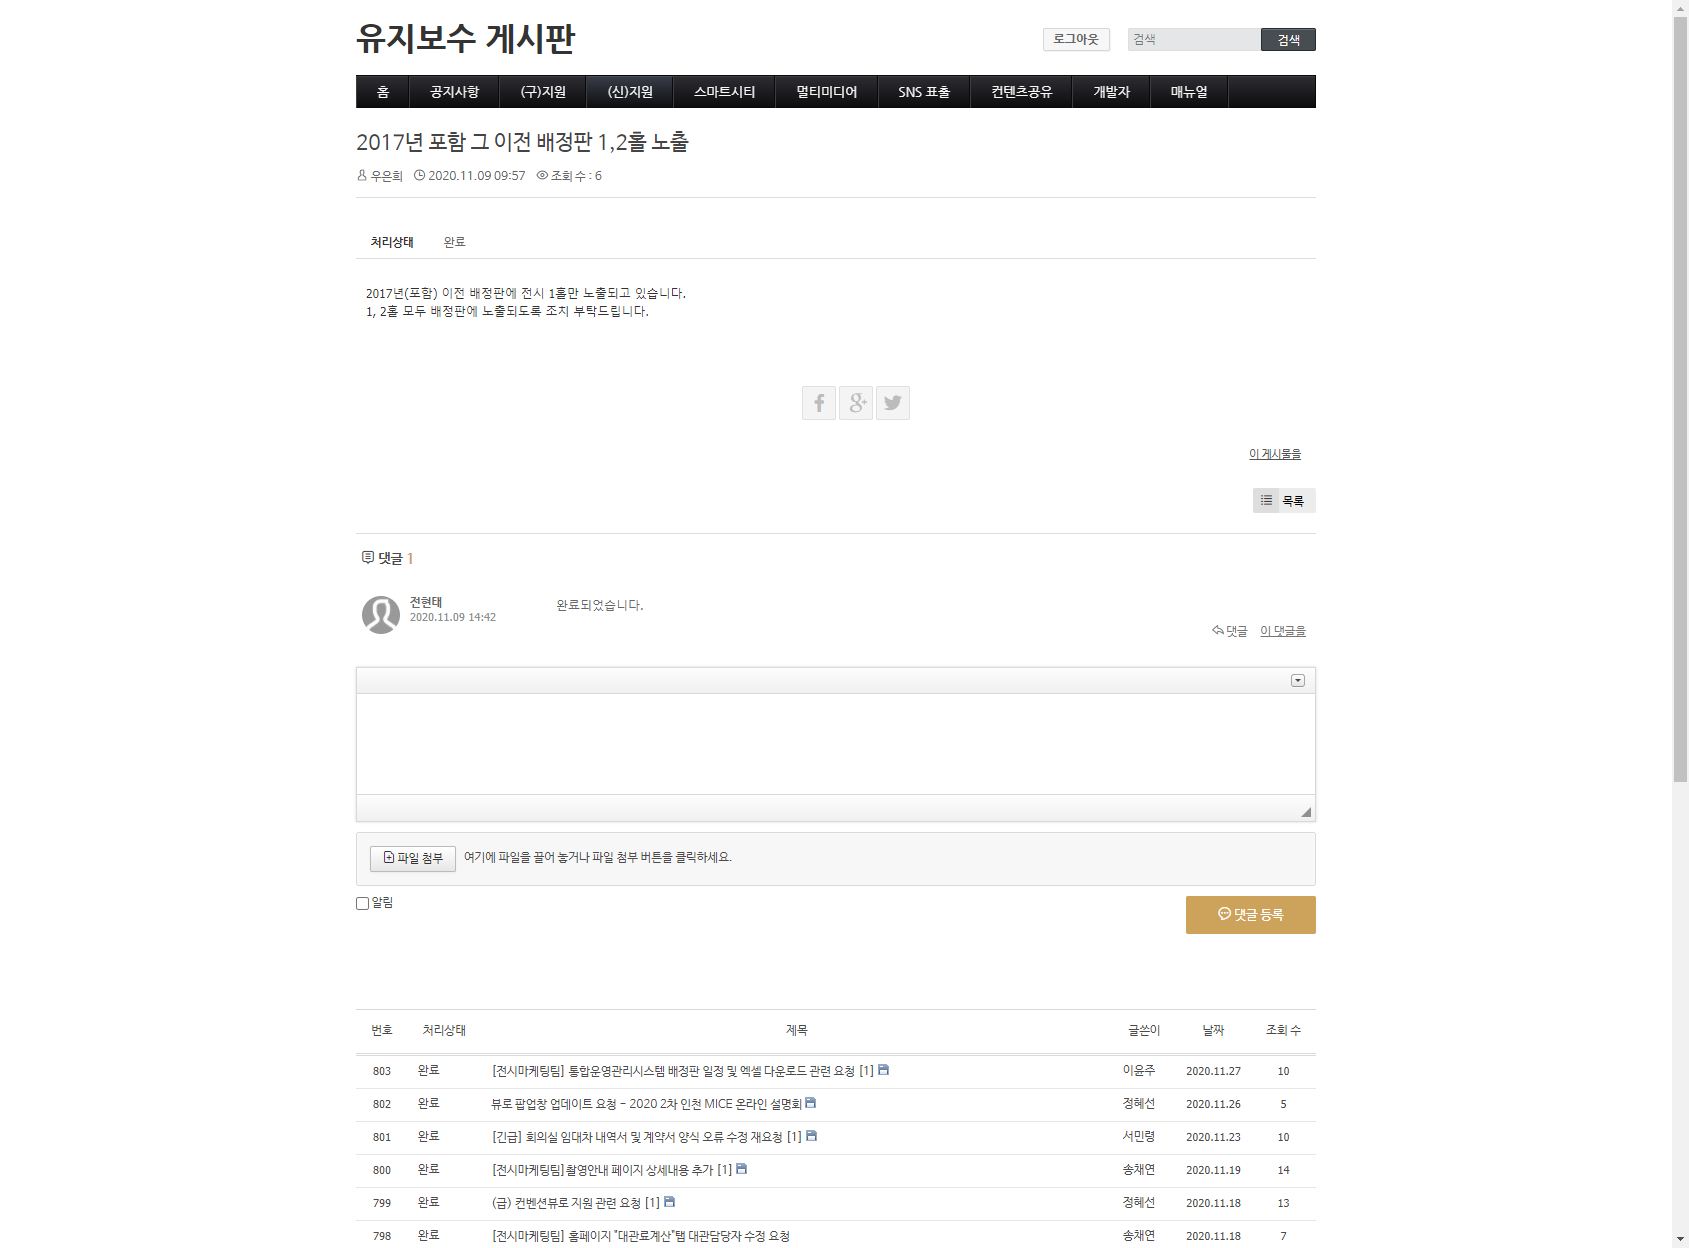 유지보수 게시판
로그아웃 검색 검색
홈 공지사항 (구)지원 (신)지원 스마트시티 멀티미디어 SNS 표출 컨텐츠공유 개발자 매뉴얼
2017년 포함 그 이전 배정판 1,2홀 노출
우은희 2020.11.09 09:57 조회 수 : 6
처리상태 완료
2017년(포함) 이전 배정판에 전시 1홀만 노출되고 있습니다.
1, 2홀 모두 배정판에 노출되도록 조치 부탁드립니다.
이 게시물을
목록
댓글 1
전현태 완료되었습니다.
2020.11.09 14:42
댓글 이 댓글을
파일 첨부 여기에 파일을 끌어 놓거나 파일 첨부 버튼을 클릭하세요.
알림
댓글 등록
번호 처리상태 제목 글쓴이 날짜 조회 수
803 완료 [전시마케팅팀] 통합운영관리시스템 배정판 일정 및 엑셀 다운로드 관련 요청 [1] 이윤주 2020.11.27 10
802 완료 뷰로 팝업창 업데이트 요청 - 2020 2차 인천 MICE 온라인 설명회 정혜선 2020.11.26 5
801 완료 [긴급] 회의실 임대차 내역서 및 계약서 양식 오류 수정 재요청 [1] 서민령 2020.11.23 10
800 완료 [전시마케팅팀]촬영안내 페이지 상세내용 추가 [1] 송채연 2020.11.19 14
799 완료 (급) 컨벤션뷰로 지원 관련 요청 [1] 정혜선 2020.11.18 13
798 완료 [전시마케팅팀] 홈페이지 "대관료계산"탭 대관담당자 수정 요청 송채연 2020.11.18 7